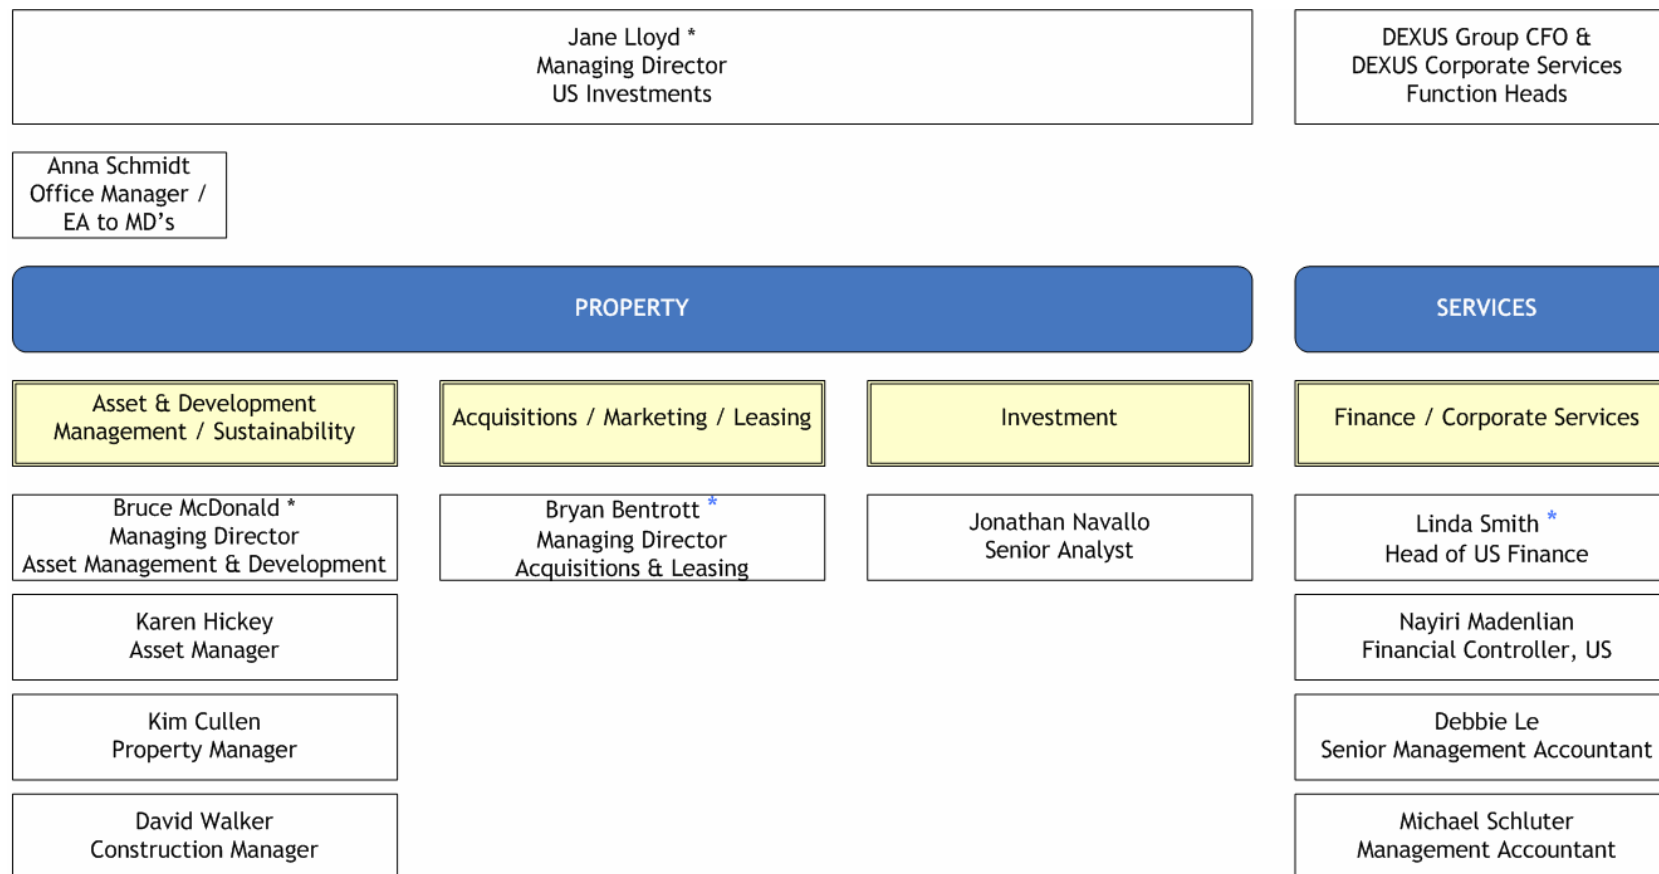 Jane Lloyd *
Managing Director
US Investments
DEXUS Group CFO &
DEXUS Corporate Services
Function Heads
Anna Schmidt
Office Manager /
EA to MD’s
PROPERTY
SERVICES
Asset & Development
Management / Sustainability
Acquisitions / Marketing / Leasing
Investment
Finance / Corporate Services
Bruce McDonald *
Managing Director
Asset Management & Development
Bryan Bentrott *
Managing Director
Acquisitions & Leasing
Jonathan Navallo
Senior Analyst
Linda Smith *
Head of US Finance
Karen Hickey
Asset Manager
Nayiri Madenlian
Financial Controller, US
Kim Cullen
Property Manager
Debbie Le
Senior Management Accountant
David Walker
Construction Manager
Michael Schluter
Management Accountant